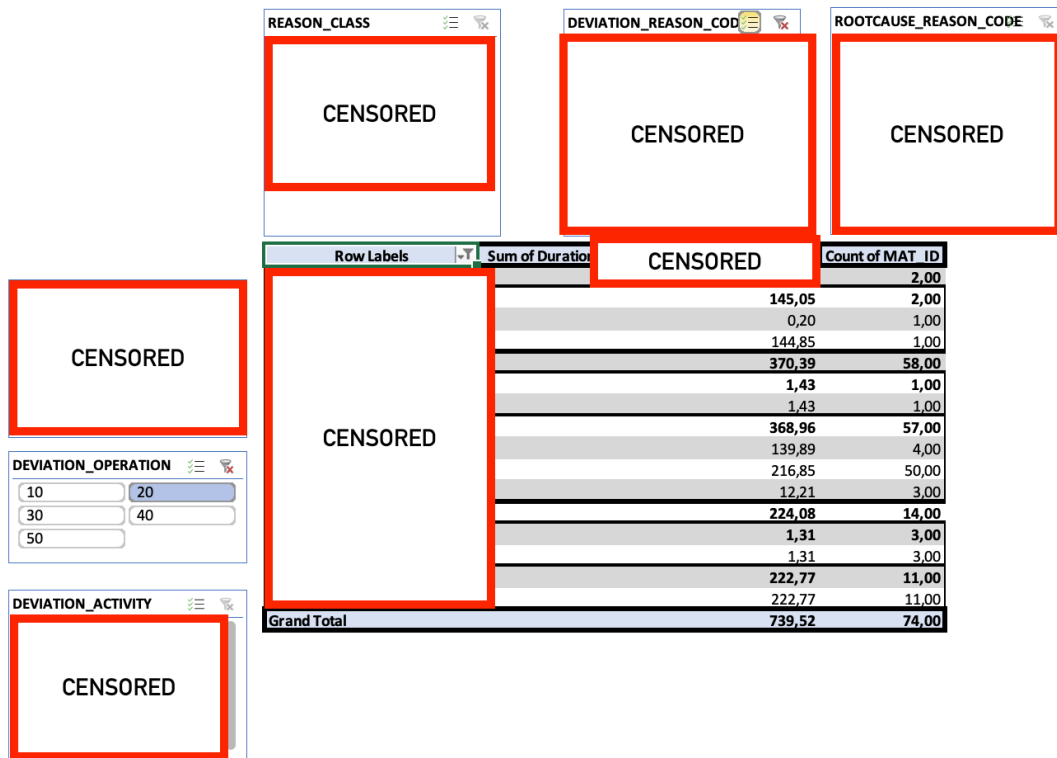 REASON_CLASS
DEVIATION_REASON_COD
ROOTCAUSE_REASON_CODE
CENSORED
CENSORED
CENSORED
Row Labels Sum of Duration CENSORED Count of MAT_ID
2,00
145,05 2,00
0,20 1,00
144,85 1,00
370,39 58,00
1,43 1,00
1,43 1,00
368,96 57,00
139,89 4,00
216,85 50,00
12,21 3,00
224,08 14,00
1,31 3,00
1,31 3,00
222,77 11,00
222,77 11,00
Grand Total 739,52 74,00
CENSORED
CENSORED
DEVIATION_OPERATION
10 20
30 40
50
DEVIATION_ACTIVITY
CENSORED